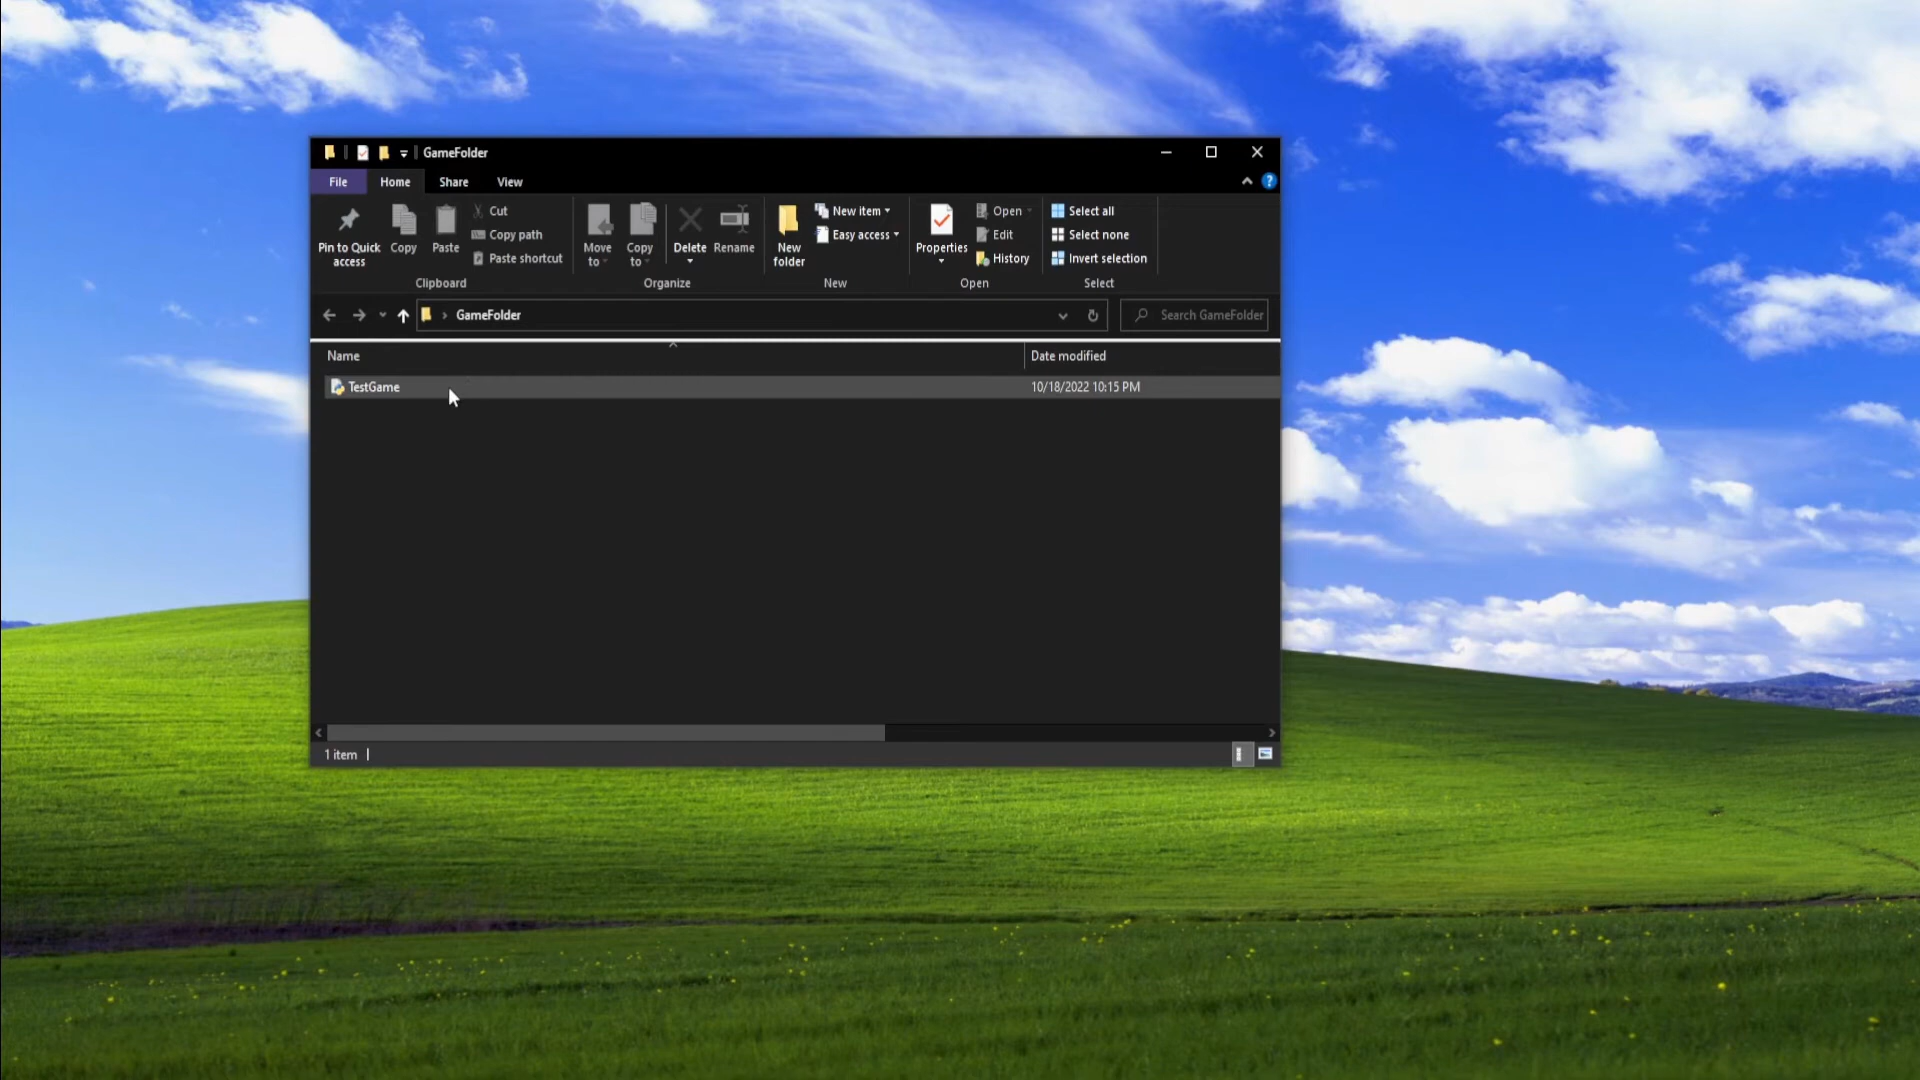 GameFolder
File Home Share View
Pin to Quick access
Copy
Paste
Cut
Copy path
Paste shortcut
Clipboard
Move to
Copy to
Delete
Rename
Organize
New folder
New item
Easy access
New
Properties
Open
Edit
History
Open
Select all
Select none
Invert selection
Select
GameFolder
Search GameFolder
Name Date modified
TestGame 10/18/2022 10:15 PM
1 item